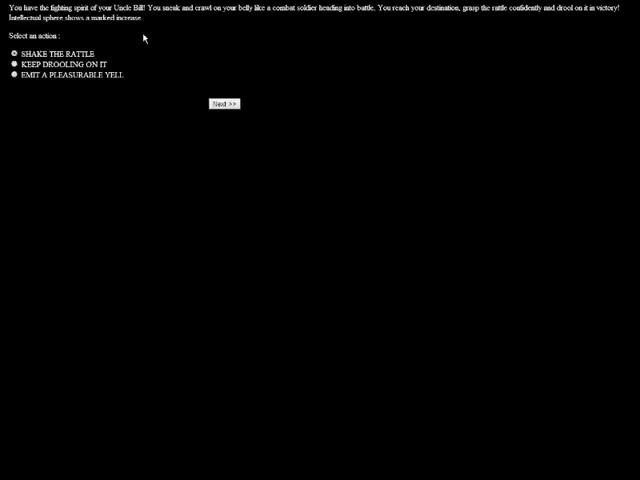 You have the fighting spirit of your Uncle Bill! You sneak and crawl on your belly like a combat soldier heading into battle. You reach your destination, grasp the rattle confidently and drool on it in victory!
Intellectual sphere shows a marked increase.
Select an action :
SHAKE THE RATTLE
KEEP DROOLING ON IT
EMIT A PLEASURABLE YELL
Next >>